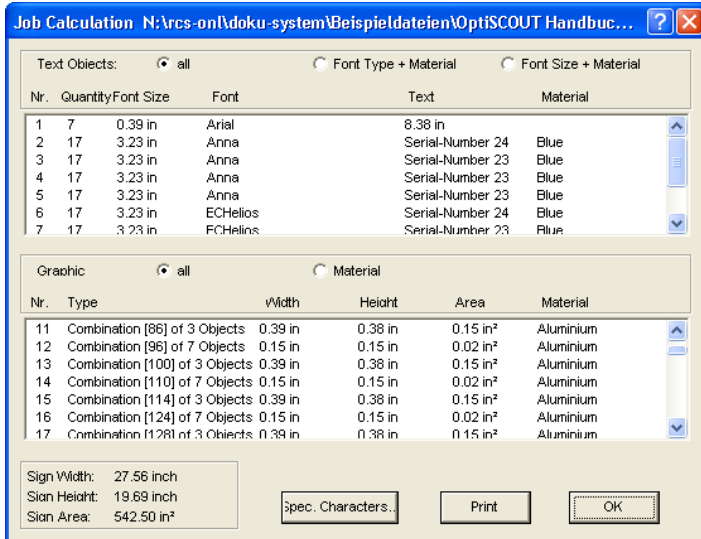 Job Calculation N:\rcs-onl\doku-system\Beispieldateien\OptiSCOUT Handbuc...
Text Objects: all Font Type + Material Font Size + Material
Nr. Quantity Font Size Font Text Material
1 7 0.39 in Arial 8.38 in
2 17 3.23 in Anna Serial-Number 24 Blue
3 17 3.23 in Anna Serial-Number 23 Blue
4 17 3.23 in Anna Serial-Number 23 Blue
5 17 3.23 in Anna Serial-Number 23 Blue
6 17 3.23 in ECHelios Serial-Number 24 Blue
7 17 3.23 in ECHelios Serial-Number 23 Blue
Graphic all Material
Nr. Type Width Height Area Material
11 Combination [86] of 3 Objects 0.39 in 0.38 in 0.15 in² Aluminium
12 Combination [96] of 7 Objects 0.15 in 0.15 in 0.02 in² Aluminium
13 Combination [100] of 3 Objects 0.39 in 0.38 in 0.15 in² Aluminium
14 Combination [110] of 7 Objects 0.15 in 0.15 in 0.02 in² Aluminium
15 Combination [114] of 3 Objects 0.39 in 0.38 in 0.15 in² Aluminium
16 Combination [124] of 7 Objects 0.15 in 0.15 in 0.02 in² Aluminium
17 Combination [128] of 3 Objects 0.39 in 0.38 in 0.15 in² Aluminium
Sign Width: 27.56 inch
Sign Height: 19.69 inch
Sign Area: 542.50 in²
Spec. Characters.. Print OK